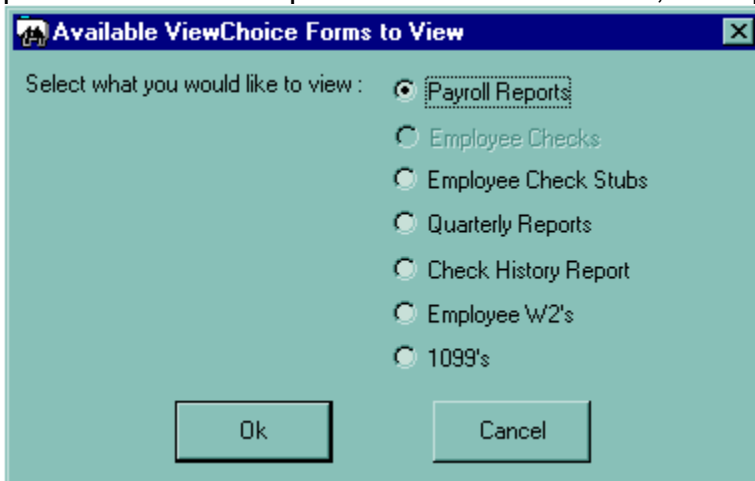 Available ViewChoice Forms to View
Select what you would like to view :
Payroll Reports
Employee Checks
Employee Check Stubs
Quarterly Reports
Check History Report
Employee W2's
1099's
Ok
Cancel